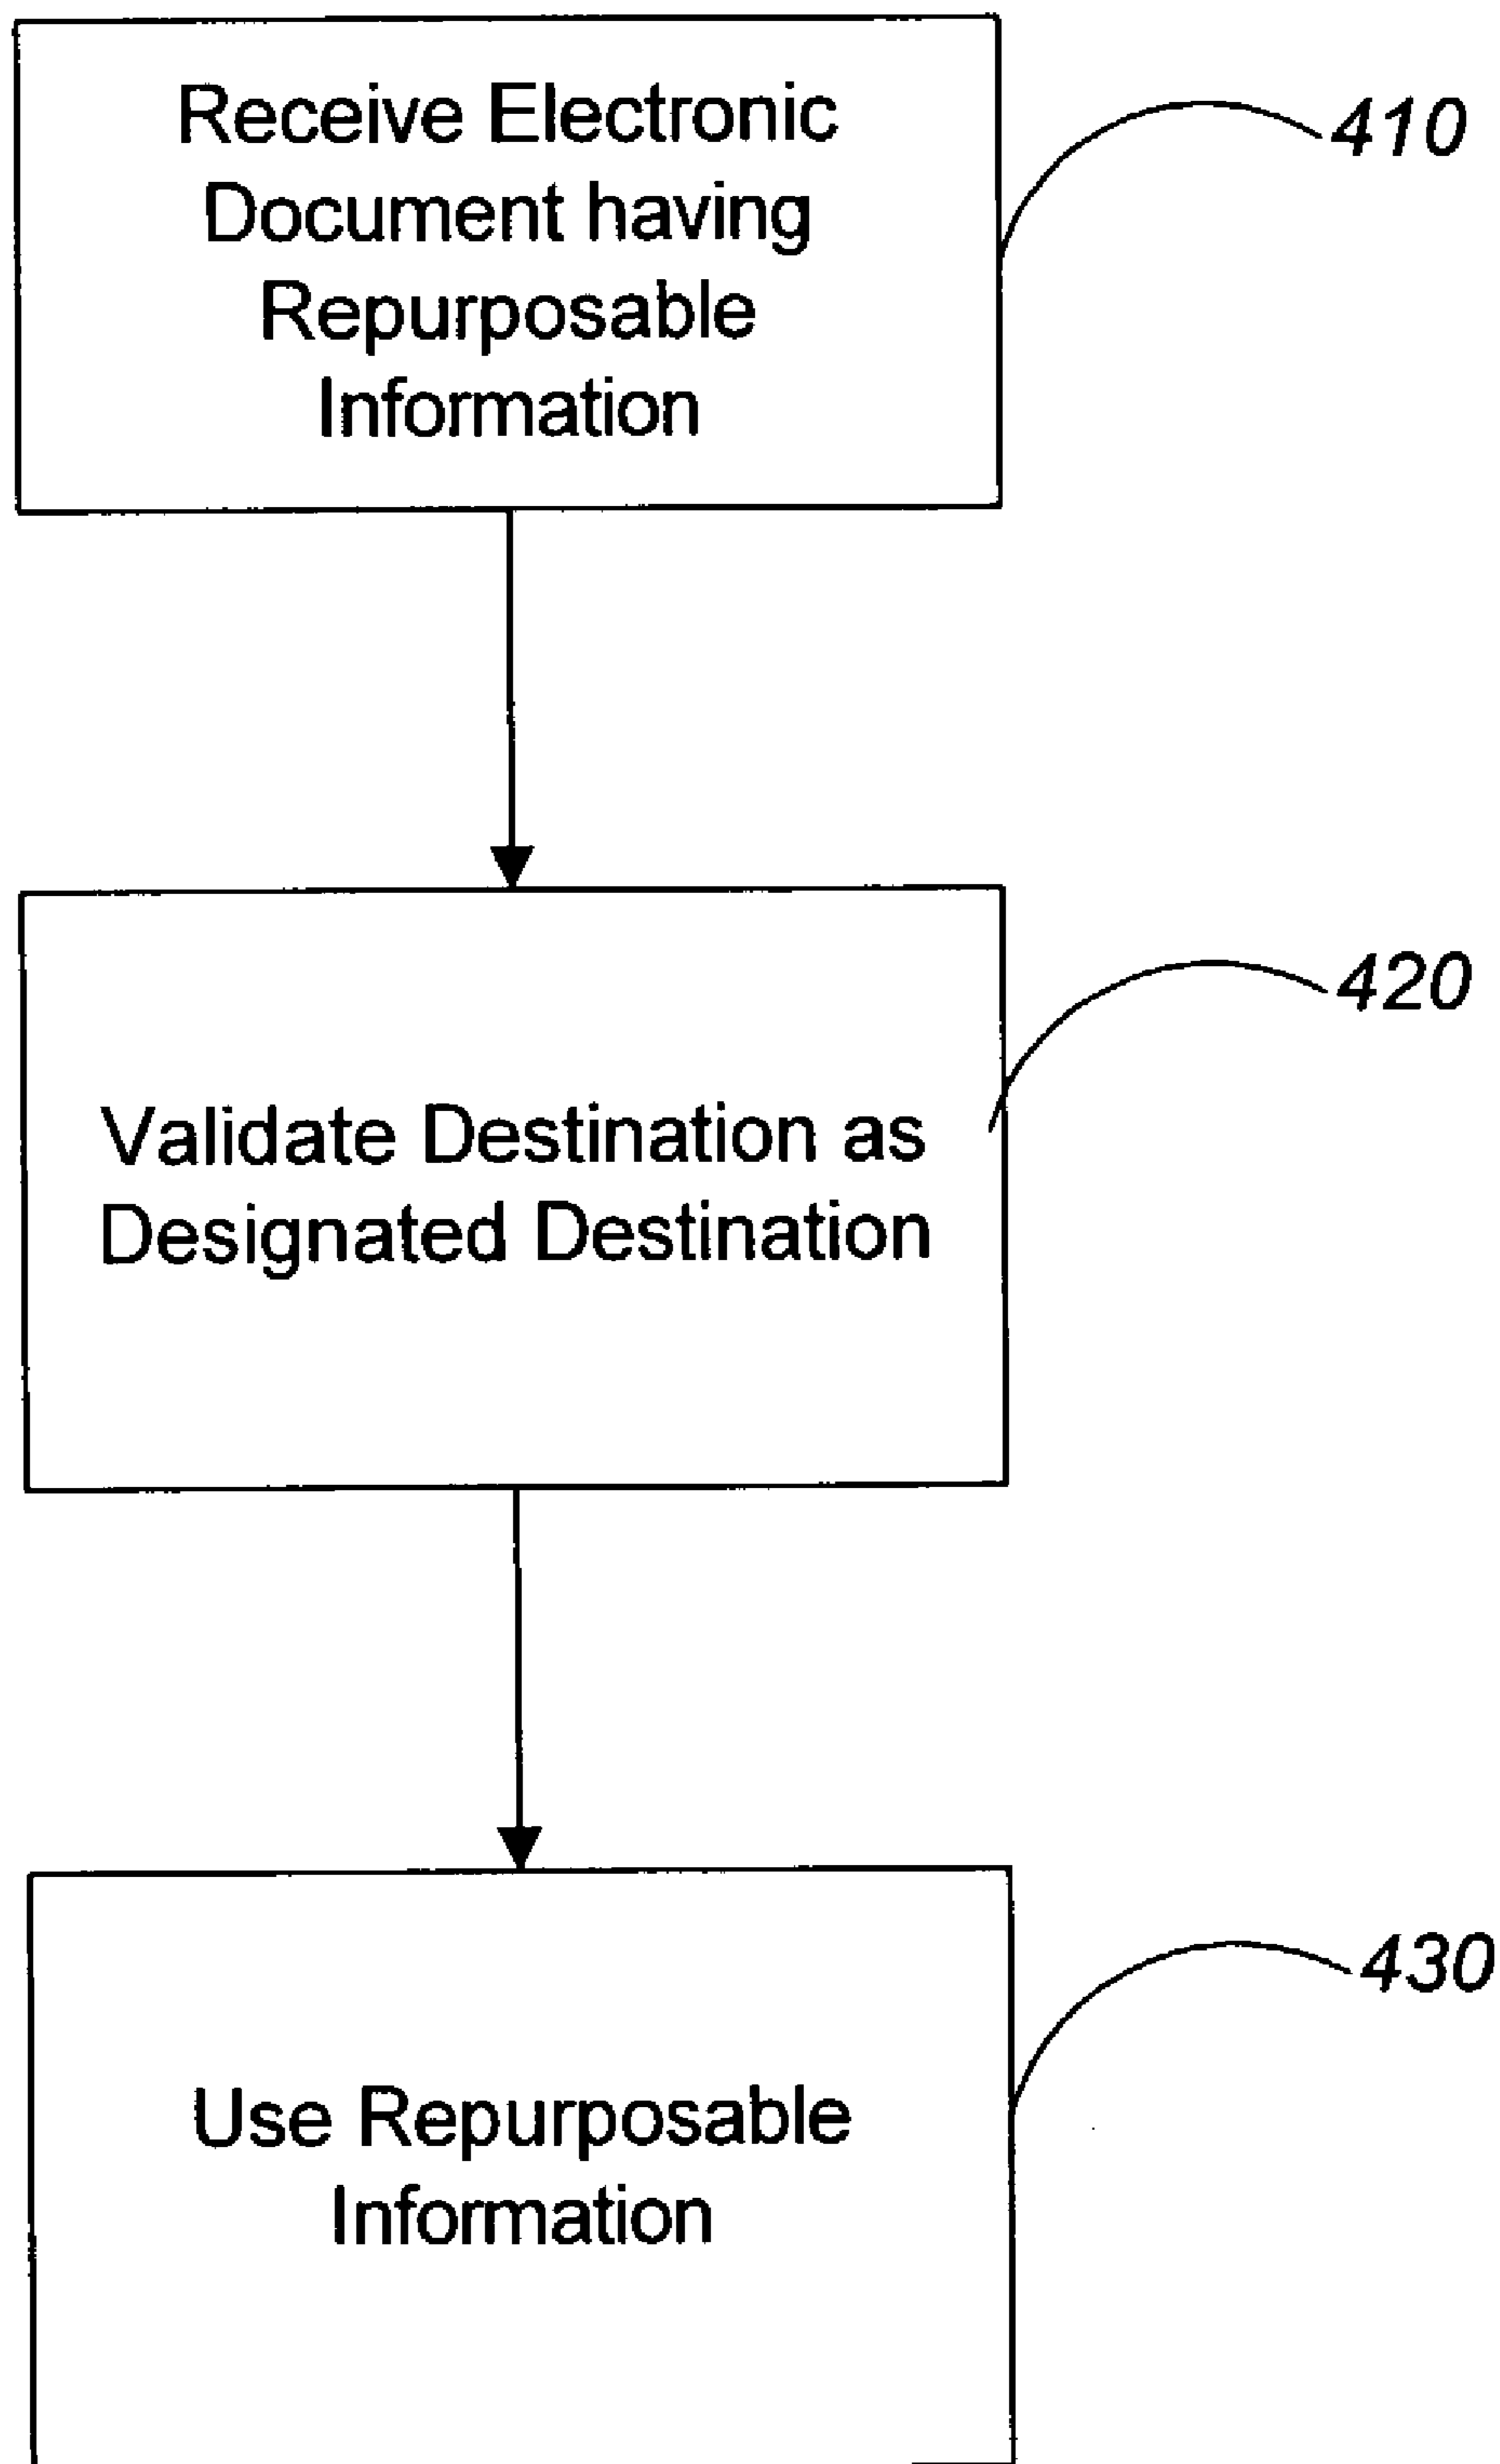 Receive Electronic
Document having
Repurposable
Information
410
Validate Destination as
Designated Destination
420
Use Repurposable
Information
430